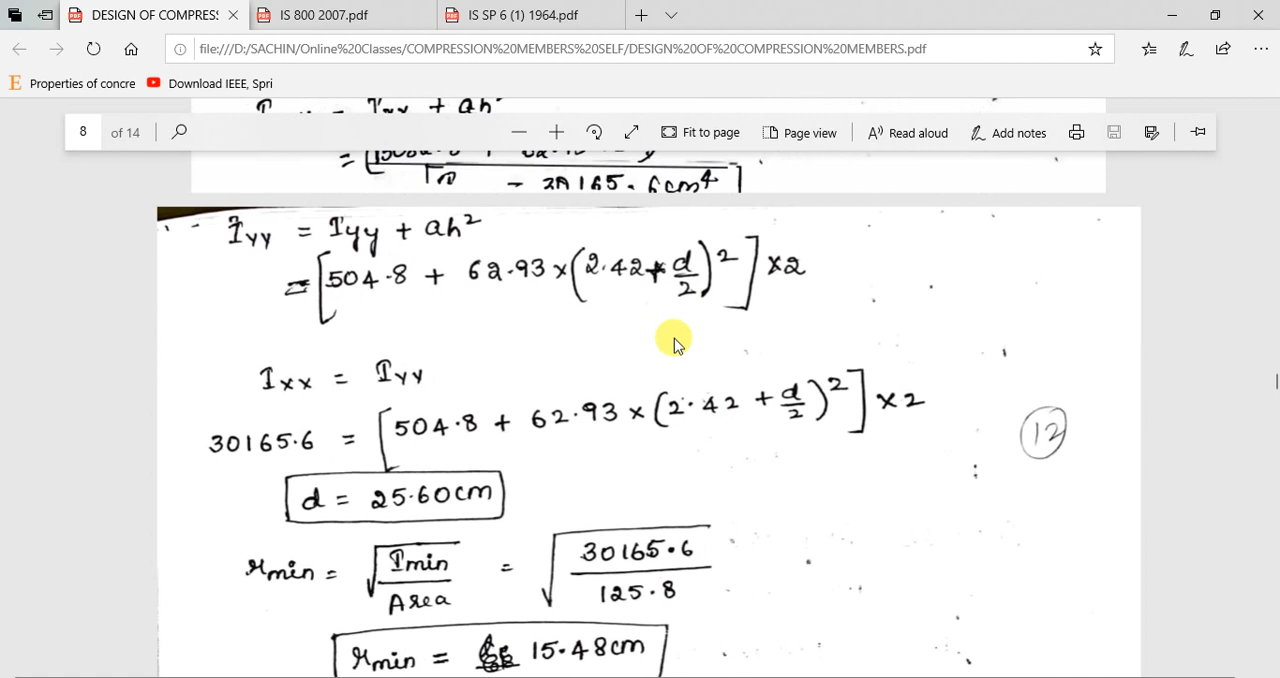 DESIGN OF COMPRES:
IS 800 2007.pdf
IS SP 6 (1) 1964.pdf
file:///D:/SACHIN/Online%20Classes/COMPRESSION%20MEMBERS%20SELF/DESIGN%20OF%20COMPRESSION%20MEMBERS.pdf
E Properties of concre
Download IEEE, Spri
8 of 14
Fit to page
Page view
Read aloud
Add notes
Iyy = Iyy + ah²
= [504.8 + 62.93 × (2.42 + d/2)²] × 2
Ixx = Iyy
30165.6 = [504.8 + 62.93 × (2.42 + d/2)²] × 2
12
d = 25.60cm
rmin = √(Imin/Area) = √(30165.6/125.8)
rmin = 15.48cm